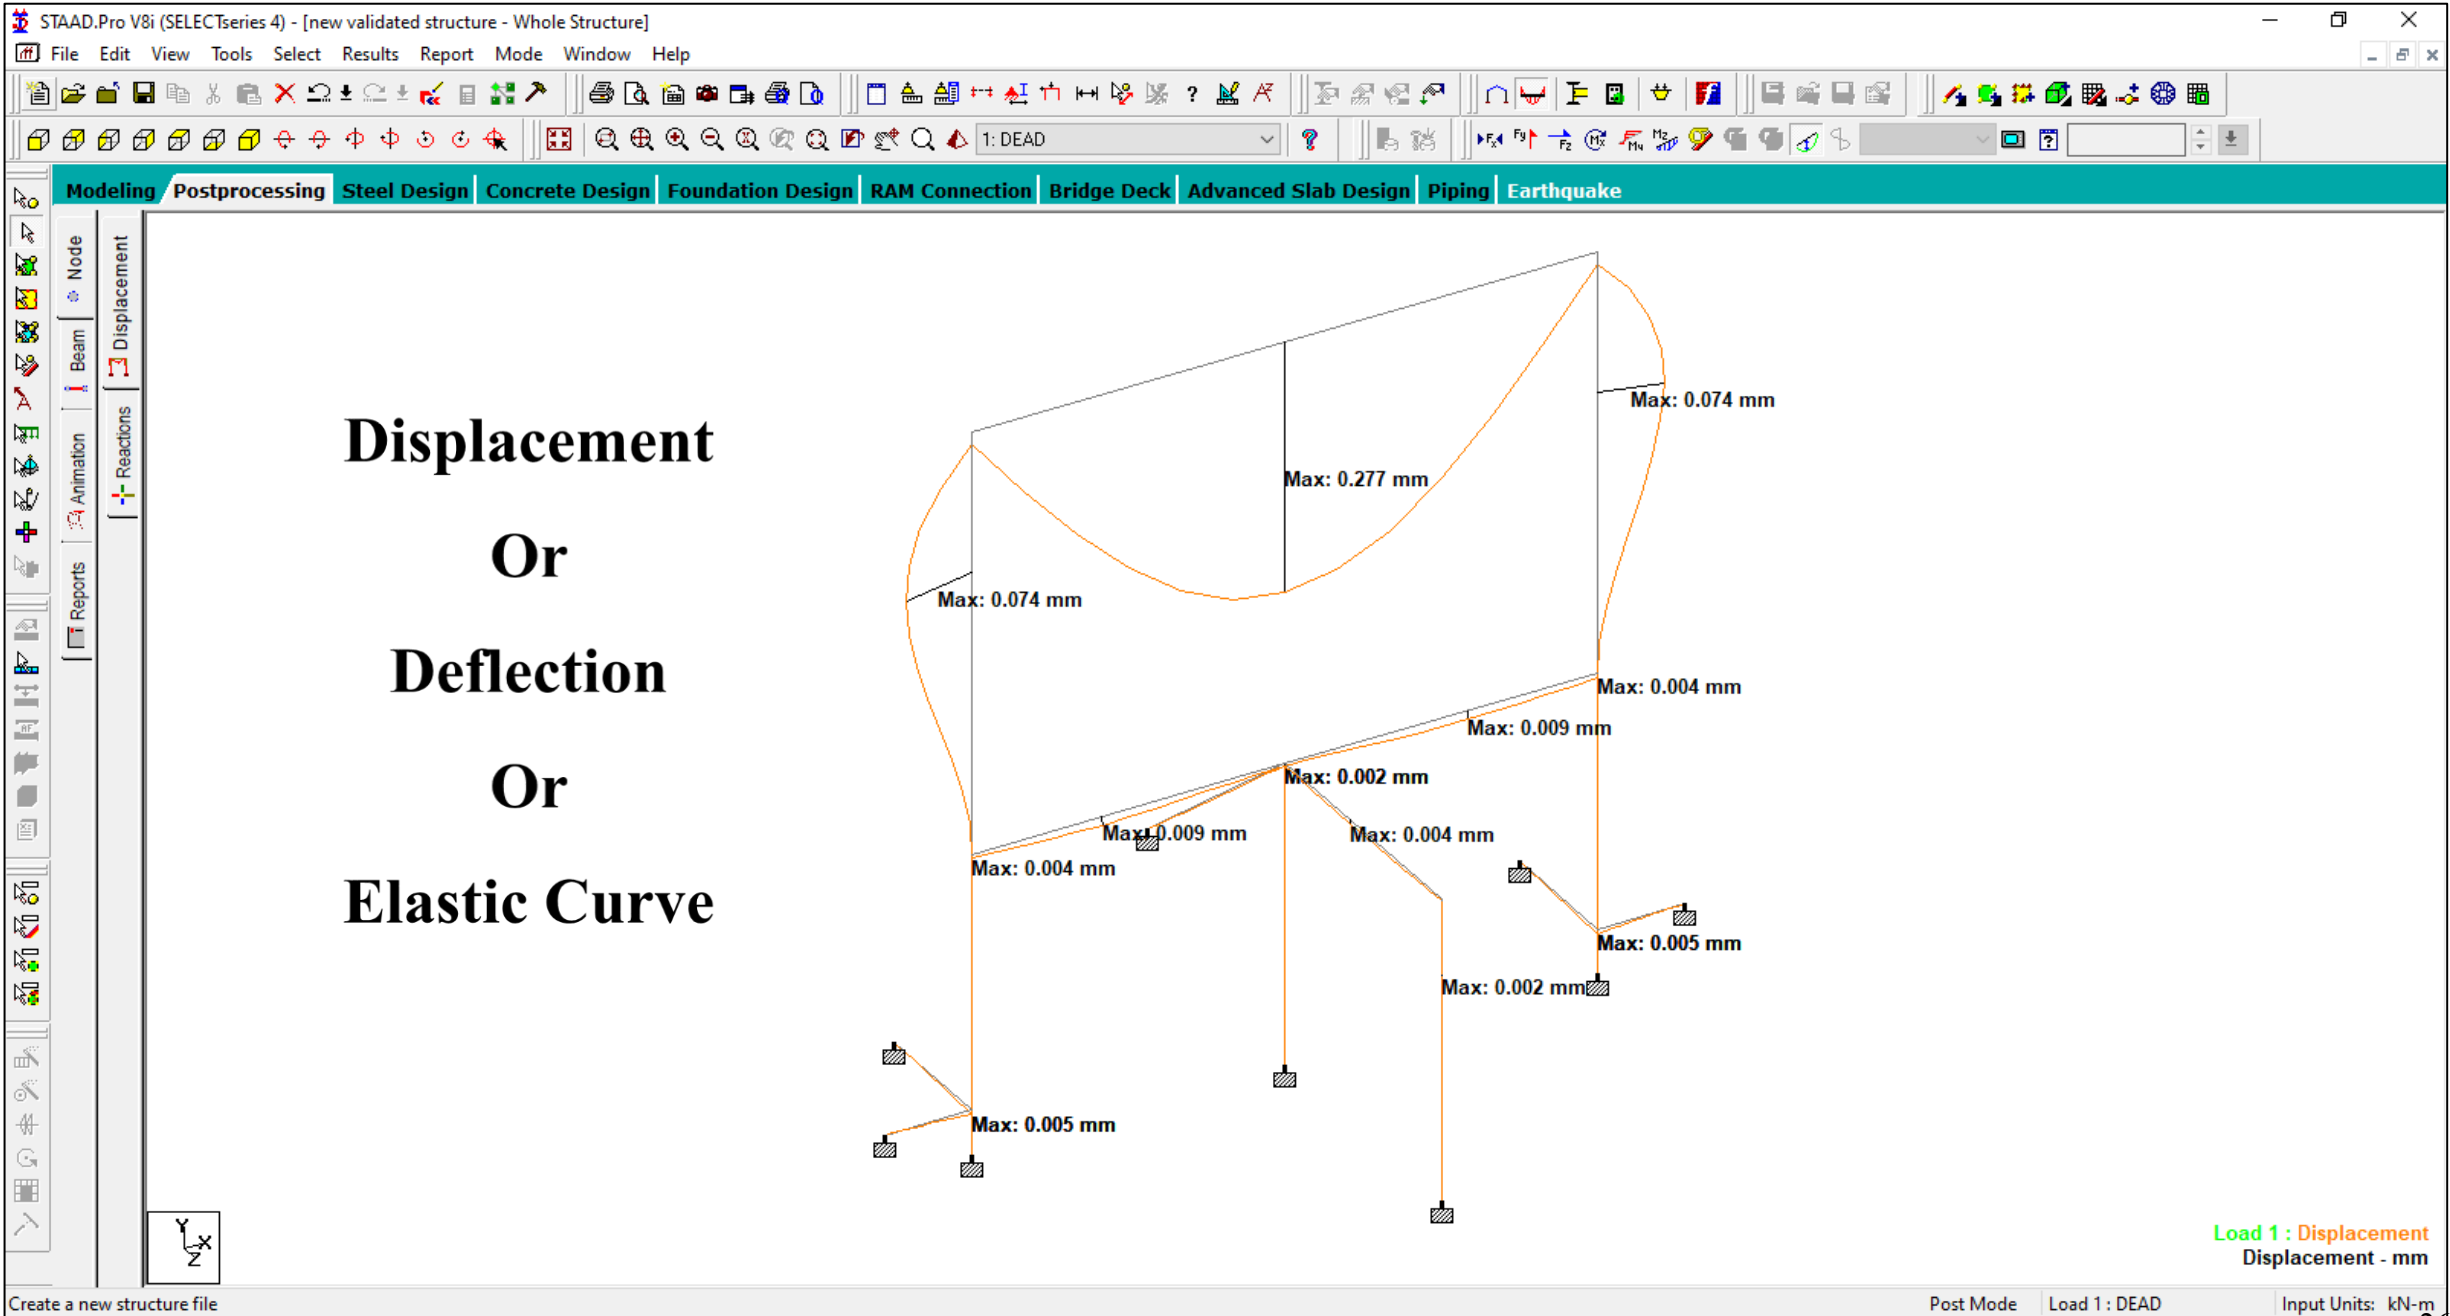 STAAD.Pro V8i (SELECTseries 4) - [new validated structure - Whole Structure]
File Edit View Tools Select Results Report Mode Window Help
1: DEAD
Modeling Postprocessing Steel Design Concrete Design Foundation Design RAM Connection Bridge Deck Advanced Slab Design Piping Earthquake
Node
Beam
Animation
Reports
Displacement
Reactions
Displacement
Or
Deflection
Or
Elastic Curve
Max: 0.074 mm
Max: 0.277 mm
Max: 0.074 mm
Max: 0.004 mm
Max: 0.009 mm
Max: 0.002 mm
Max: 0.009 mm
Max: 0.004 mm
Max: 0.004 mm
Max: 0.005 mm
Max: 0.002 mm
Max: 0.005 mm
Y
X
Z
Load 1 : Displacement
Displacement - mm
Create a new structure file
Post Mode Load 1 : DEAD Input Units: kN-m